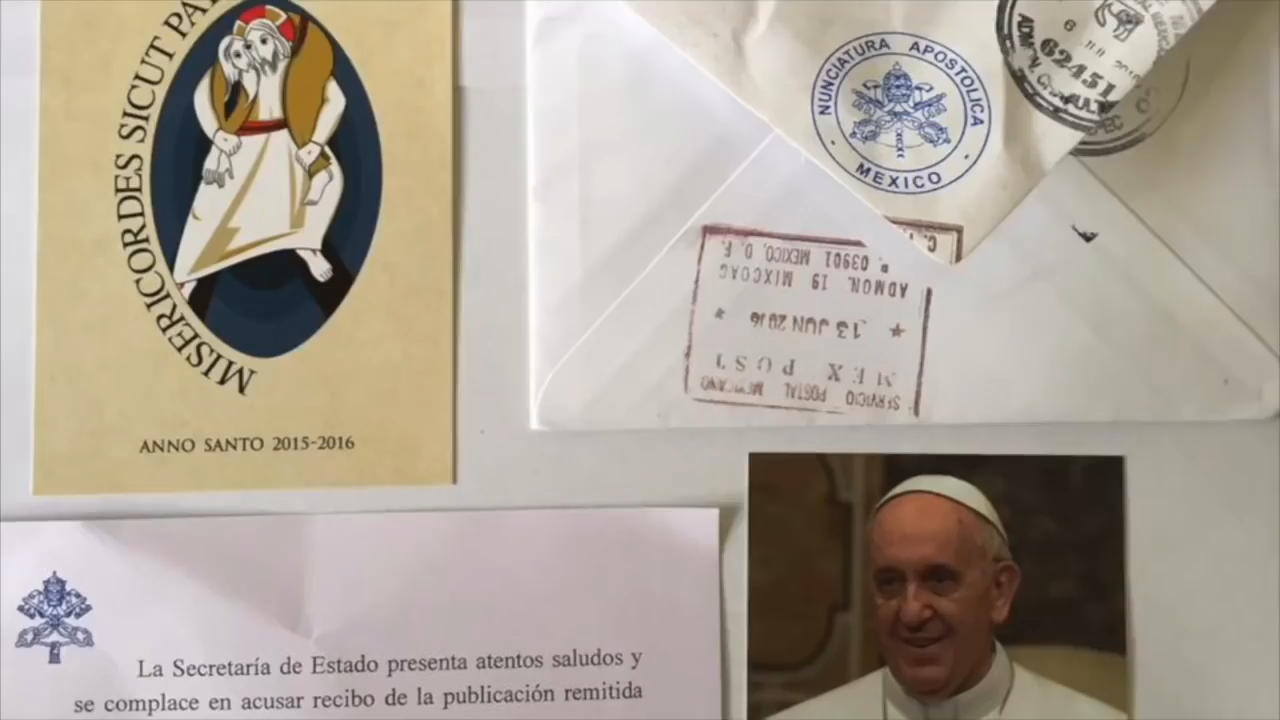 MISERICORDES SICUT PA
ANNO SANTO 2015-2016
NUNCIATURA APOSTOLICA
MEXICO
6
62451
SERVICIO POSTAL MEXICANO
MEX POST
★ 13 JUN 2016 ★
ADMON. 19 MIXCOAC
P. 03901 MEXICO, D. F.
La Secretaría de Estado presenta atentos saludos y
se complace en acusar recibo de la publicación remitida